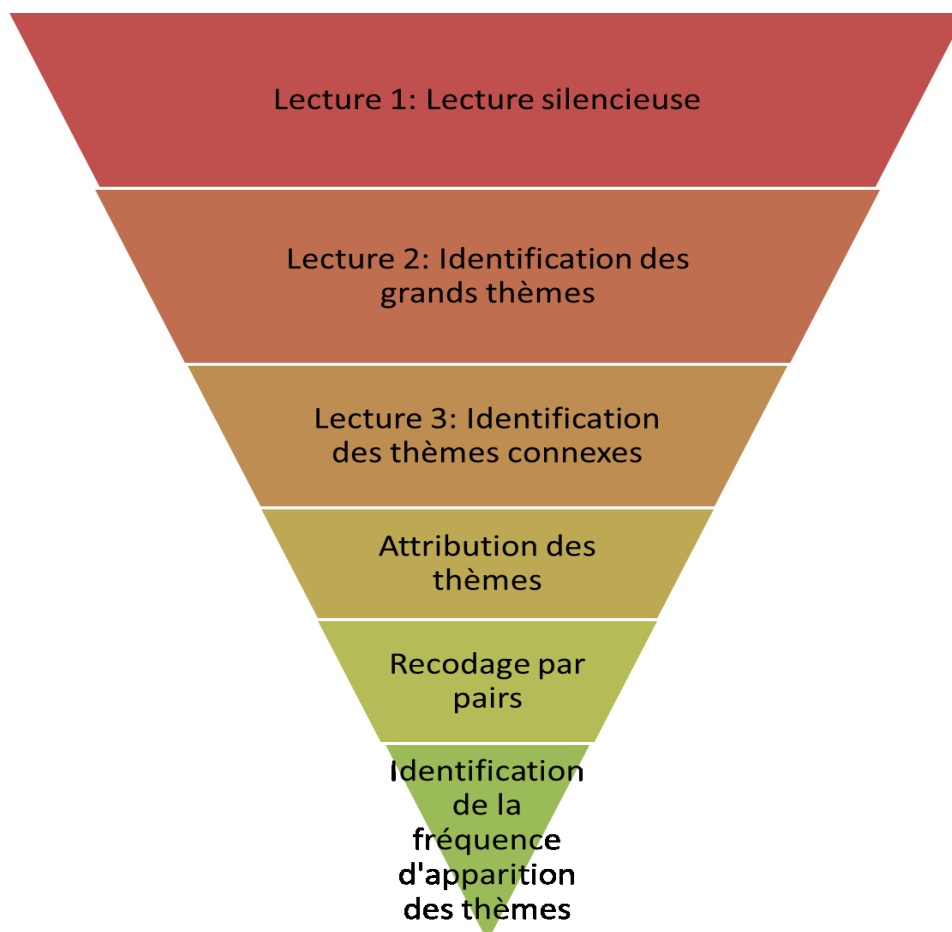 Lecture 1: Lecture silencieuse
Lecture 2: Identification des
grands thèmes
Lecture 3: Identification
des thèmes connexes
Attribution des
thèmes
Recodage par
pairs
Identification
de la
fréquence
d'apparition
des thèmes